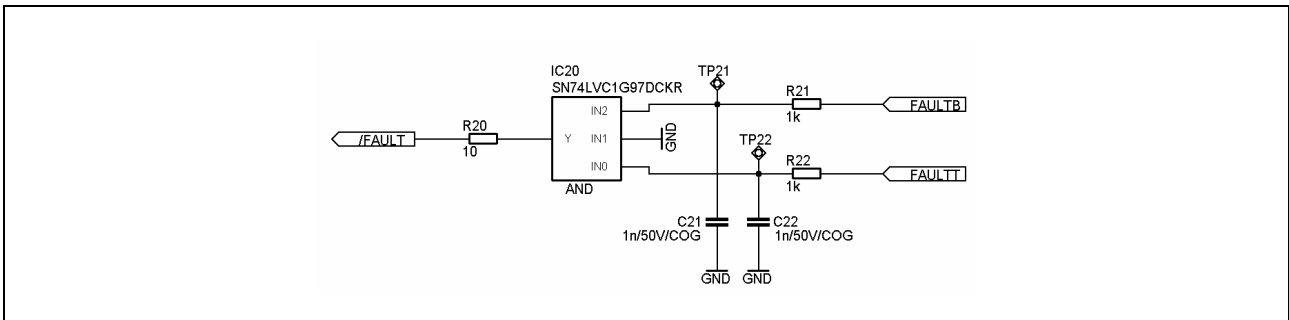 IC20
SN74LVC1G97DCKR
TP21
R21
1k
FAULTB
IN2
R20
10
/FAULT
Y
IN1
GND
TP22
IN0
R22
1k
FAULTT
AND
C21
1n/50V/COG
C22
1n/50V/COG
GND
GND